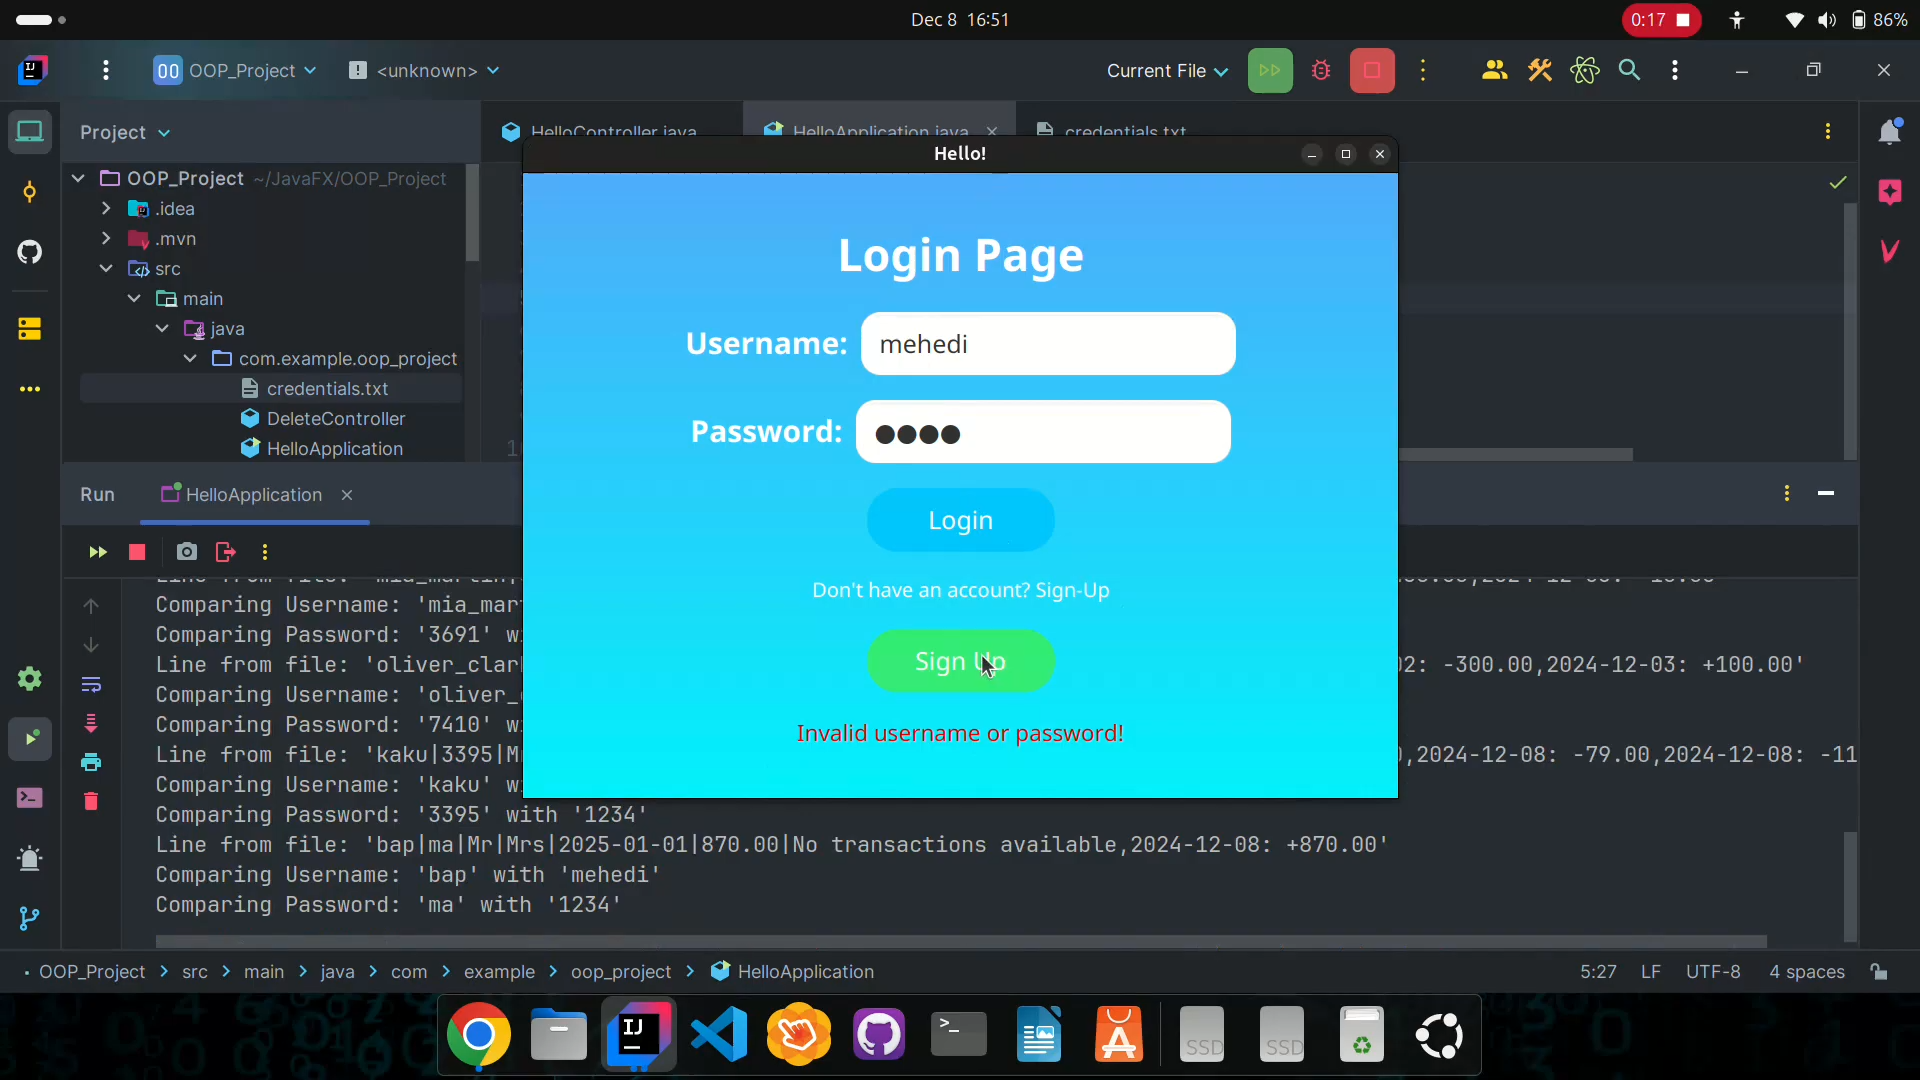 Dec 8 16:51
0:17
86%
OO OOP_Project
! <unknown>
Current File
Project
HelloController.java
HelloApplication.java
credentials.txt
OOP_Project ~/JavaFX/OOP_Project
.idea
.mvn
src
main
java
com.example.oop_project
credentials.txt
DeleteController
HelloApplication
Hello!
Login Page
Username: mehedi
Password: ●●●●
Login
Don't have an account? Sign-Up
Sign Up
Invalid username or password!
Run
HelloApplication
Comparing Username: 'mia_mar
Comparing Password: '3691' w
Line from file: 'oliver_clar 2: -300.00,2024-12-03: +100.00'
Comparing Username: 'oliver_
Comparing Password: '7410' w
Line from file: 'kaku|3395|M ,2024-12-08: -79.00,2024-12-08: -11
Comparing Username: 'kaku' w
Comparing Password: '3395' with '1234'
Line from file: 'bap|ma|Mr|Mrs|2025-01-01|870.00|No transactions available,2024-12-08: +870.00'
Comparing Username: 'bap' with 'mehedi'
Comparing Password: 'ma' with '1234'
OOP_Project > src > main > java > com > example > oop_project > HelloApplication
5:27 LF UTF-8 4 spaces
IJ
SSD
SSD